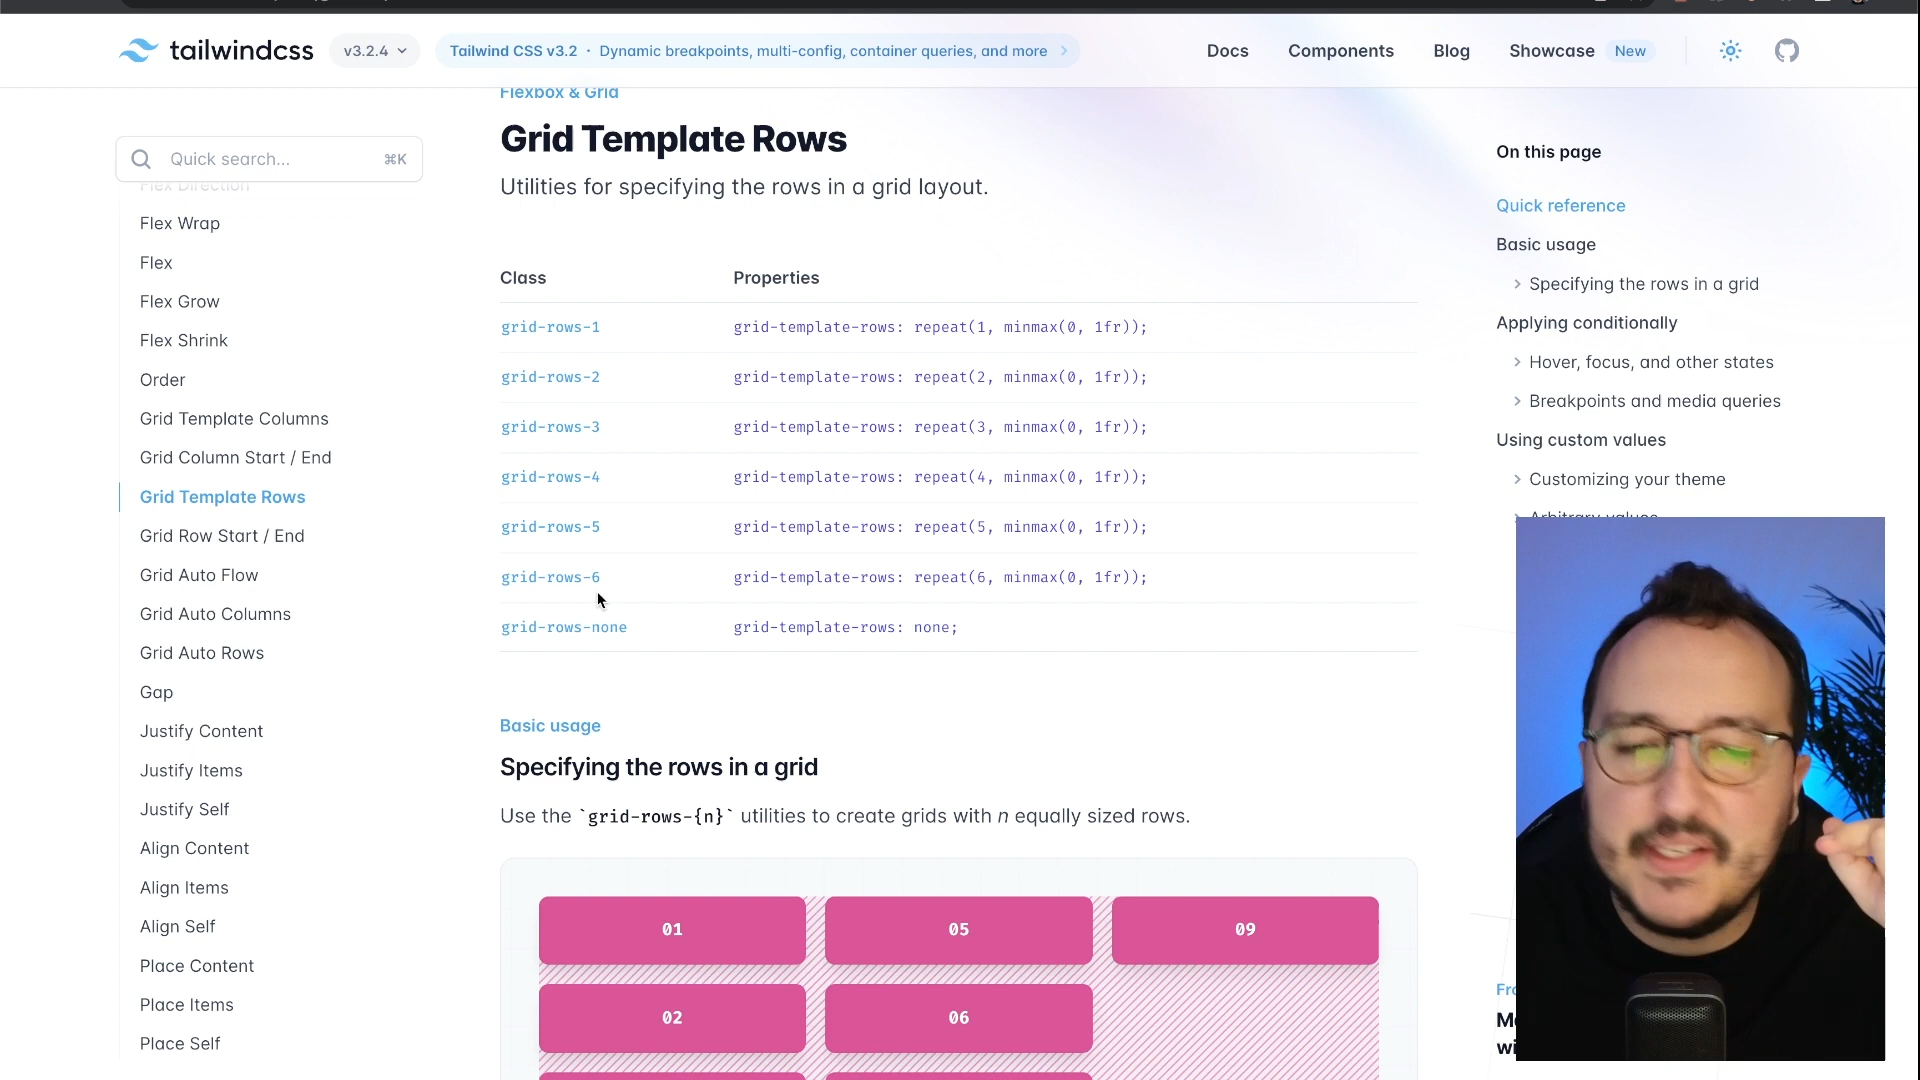 tailwindcss
v3.2.4
Tailwind CSS v3.2 · Dynamic breakpoints, multi-config, container queries, and more
Docs
Components
Blog
Showcase
New
Quick search...
⌘K
Flex Direction
Flex Wrap
Flex
Flex Grow
Flex Shrink
Order
Grid Template Columns
Grid Column Start / End
Grid Template Rows
Grid Row Start / End
Grid Auto Flow
Grid Auto Columns
Grid Auto Rows
Gap
Justify Content
Justify Items
Justify Self
Align Content
Align Items
Align Self
Place Content
Place Items
Place Self
Flexbox & Grid
Grid Template Rows
Utilities for specifying the rows in a grid layout.
Class Properties
grid-rows-1 grid-template-rows: repeat(1, minmax(0, 1fr));
grid-rows-2 grid-template-rows: repeat(2, minmax(0, 1fr));
grid-rows-3 grid-template-rows: repeat(3, minmax(0, 1fr));
grid-rows-4 grid-template-rows: repeat(4, minmax(0, 1fr));
grid-rows-5 grid-template-rows: repeat(5, minmax(0, 1fr));
grid-rows-6 grid-template-rows: repeat(6, minmax(0, 1fr));
grid-rows-none grid-template-rows: none;
Basic usage
Specifying the rows in a grid
Use the `grid-rows-{n}` utilities to create grids with n equally sized rows.
01 05 09
02 06
On this page
Quick reference
Basic usage
Specifying the rows in a grid
Applying conditionally
Hover, focus, and other states
Breakpoints and media queries
Using custom values
Customizing your theme
Arbitrary values